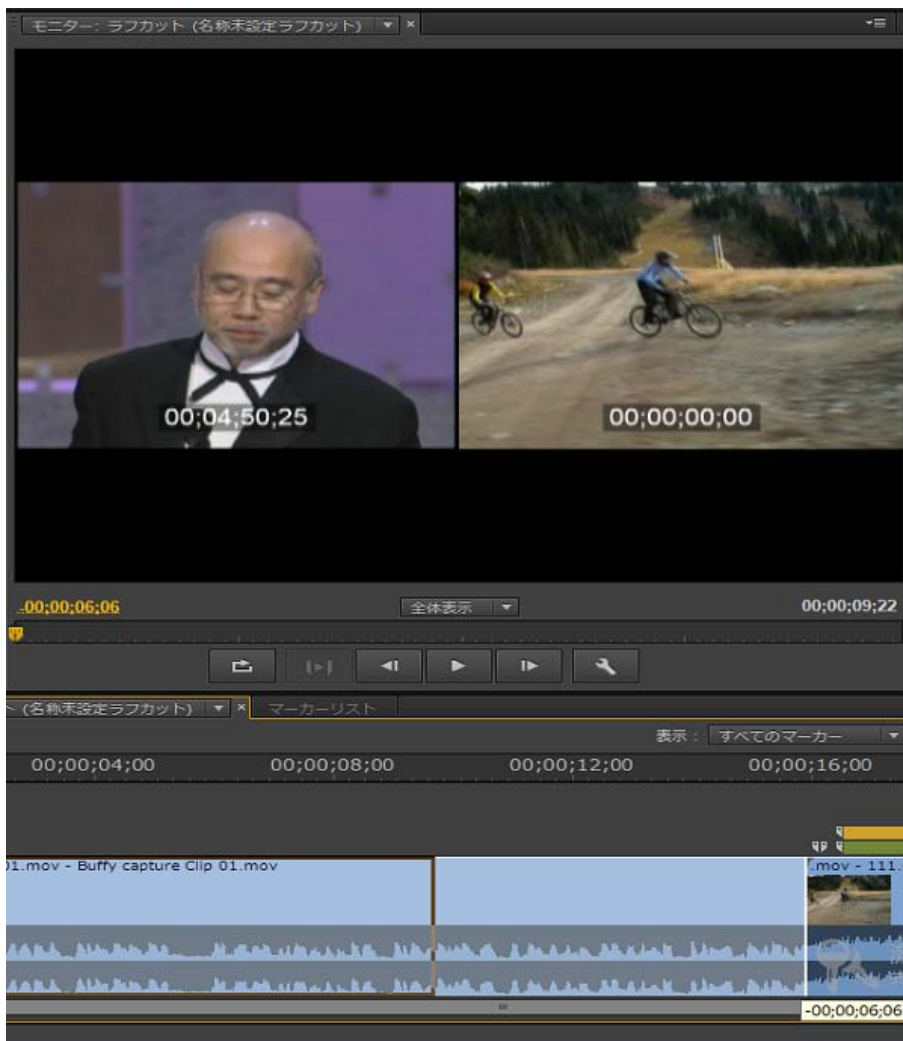 モニター: ラフカット (名称未設定ラフカット)
00;04;50;25
00;00;00;00
-00;00;06;06
全体表示
00;00;09;22
ト (名称未設定ラフカット)
マーカーリスト
表示 : すべてのマーカー
00;00;04;00 00;00;08;00 00;00;12;00 00;00;16;00
01.mov - Buffy capture Clip 01.mov
.mov - 111.
-00;00;06;06